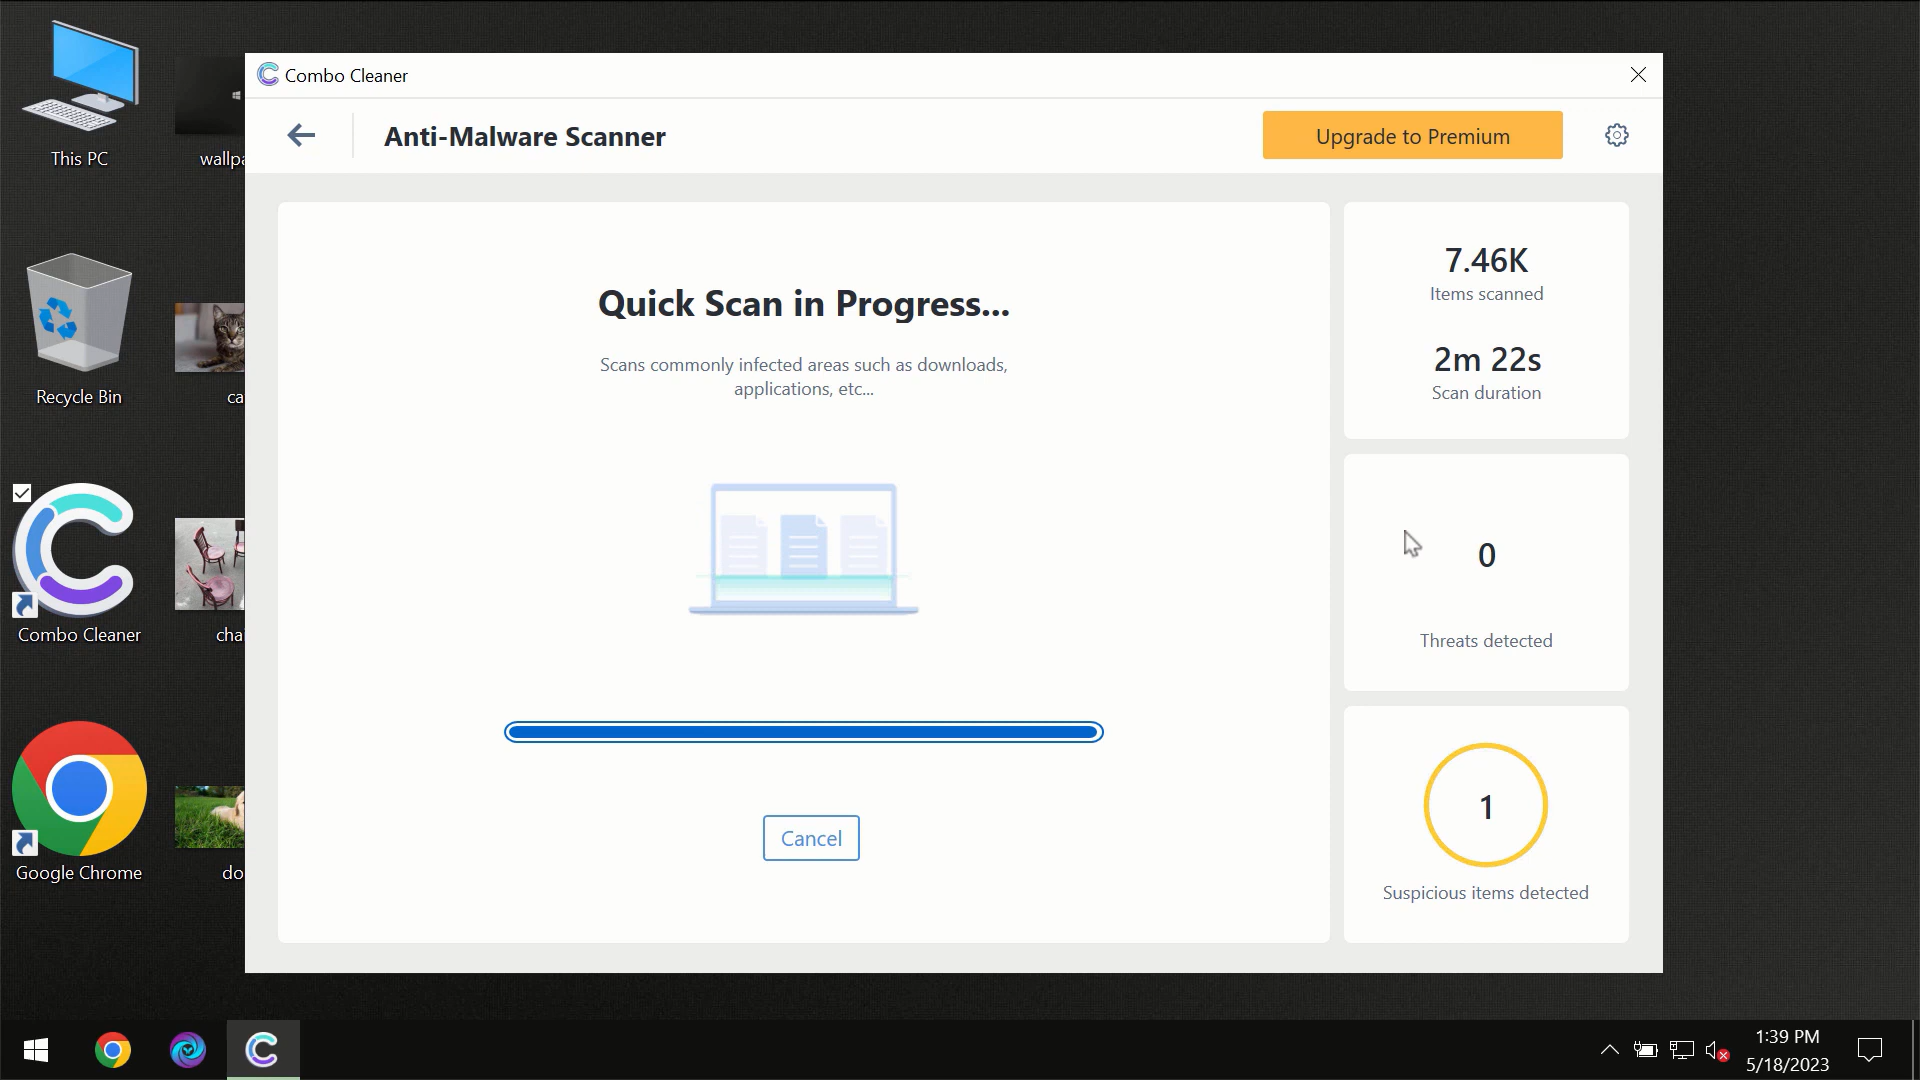 This PC
wallpa
Recycle Bin
ca
Combo Cleaner
chai
Google Chrome
do
Combo Cleaner
Anti-Malware Scanner
Upgrade to Premium
Quick Scan in Progress...
Scans commonly infected areas such as downloads,
applications, etc...
Cancel
7.46K
Items scanned
2m 22s
Scan duration
0
Threats detected
1
Suspicious items detected
1:39 PM
5/18/2023